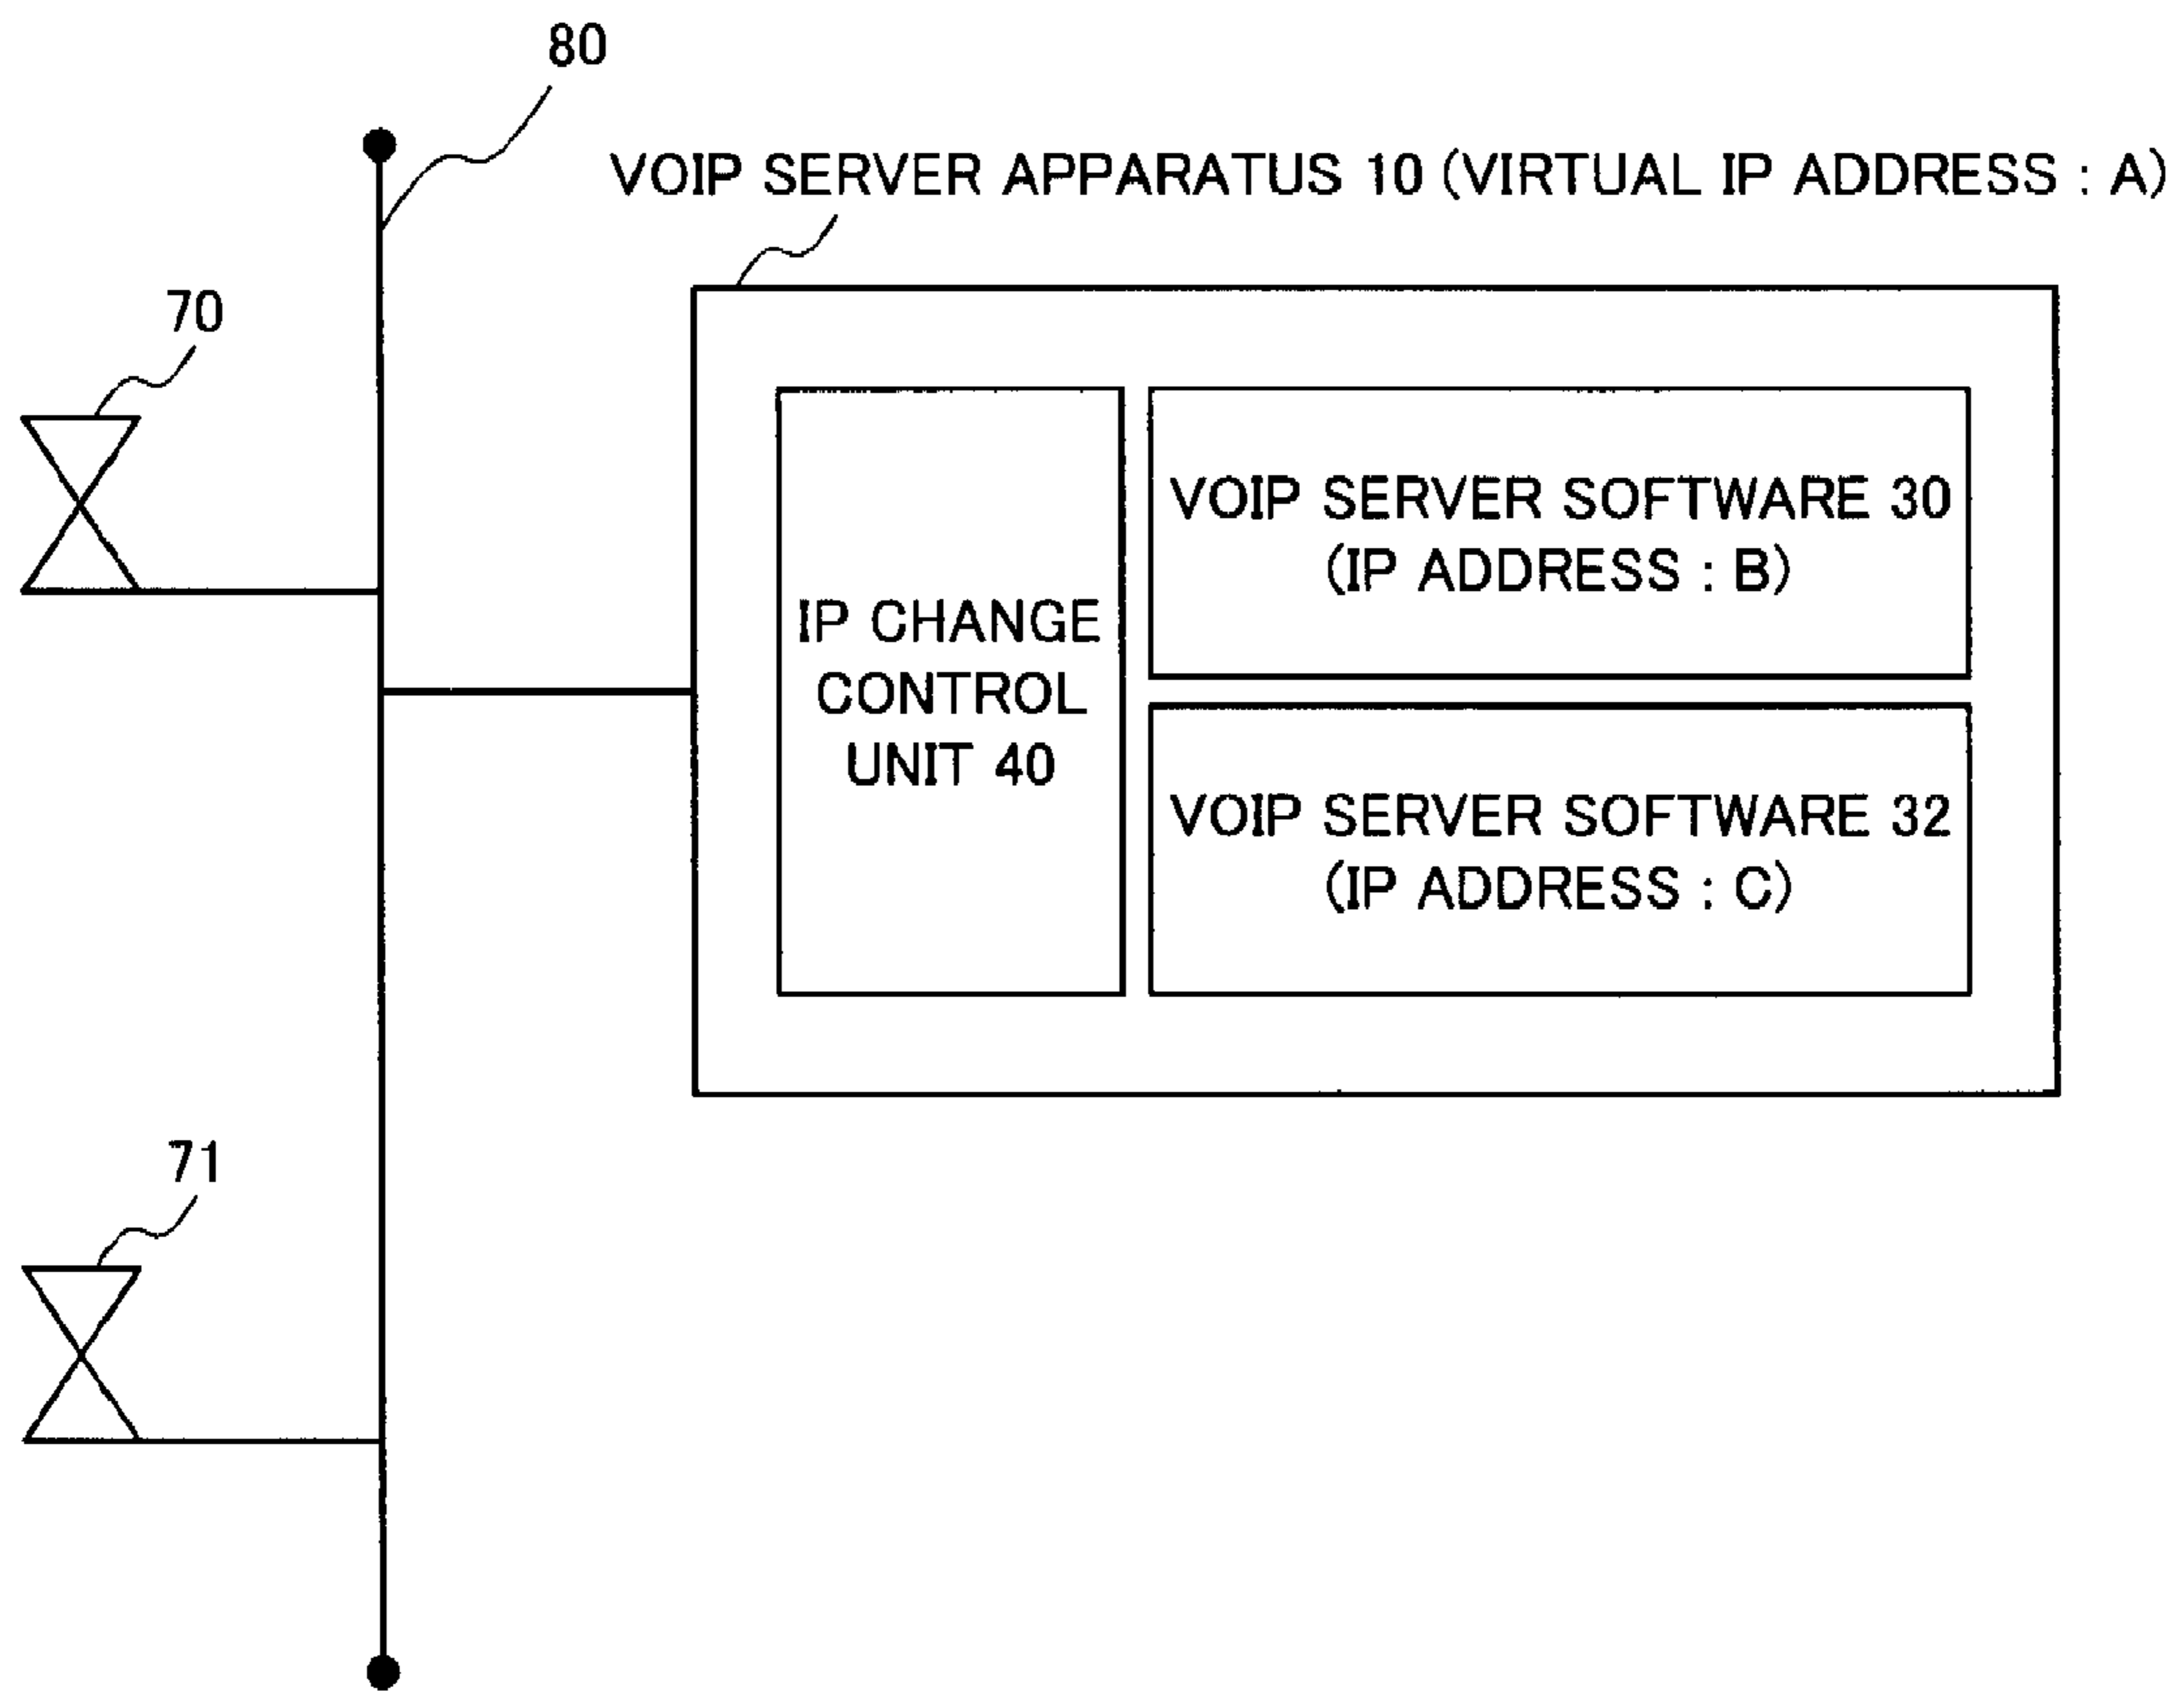 80
VOIP SERVER APPARATUS 10 (VIRTUAL IP ADDRESS : A)
70
VOIP SERVER SOFTWARE 30
(IP ADDRESS : B)
IP CHANGE
CONTROL
UNIT 40
VOIP SERVER SOFTWARE 32
(IP ADDRESS : C)
71